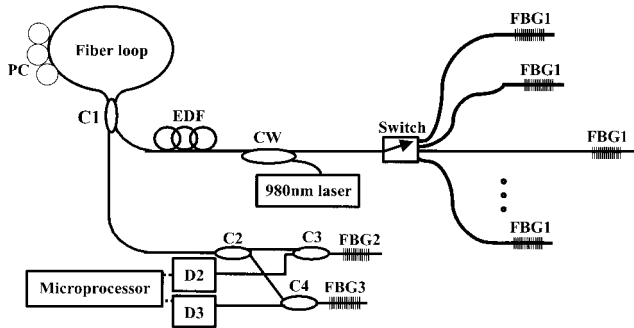 FBG1
Fiber loop
PC
FBG1
C1
EDF
Switch
CW
FBG1
980nm laser
FBG1
C2
C3
FBG2
D2
Microprocessor
C4
FBG3
D3